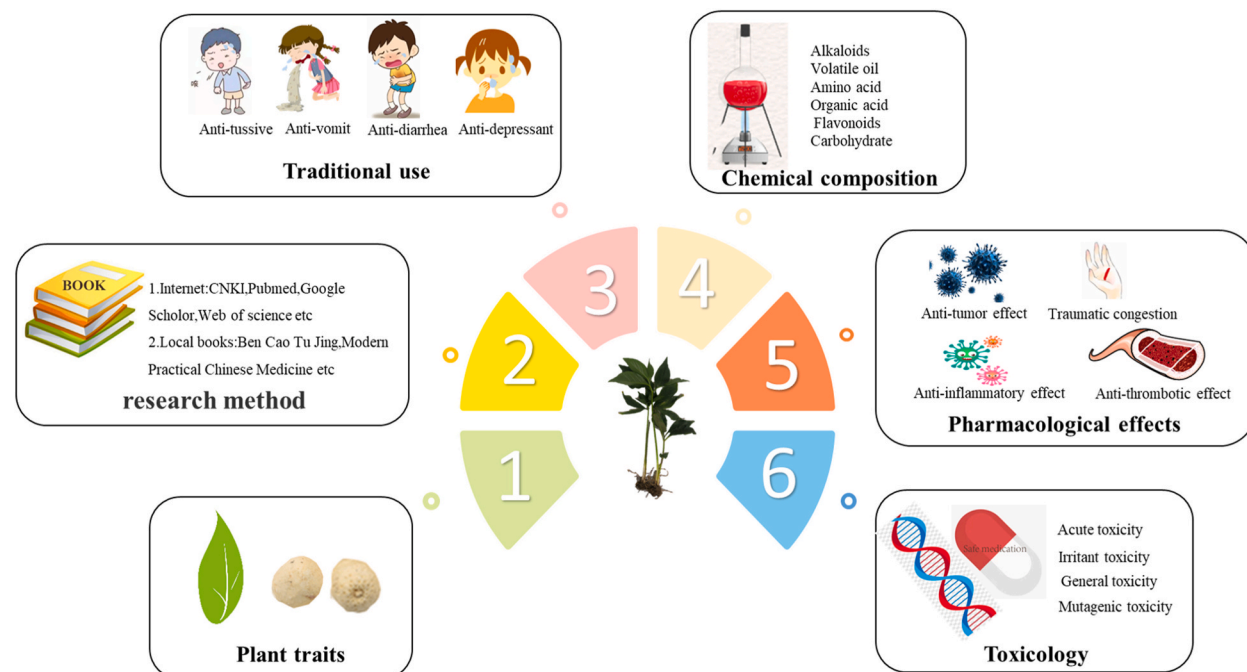 咳
Anti-tussive
Anti-vomit
Anti-diarrhea
Anti-depressant
Traditional use
Alkaloids
Volatile oil
Amino acid
Organic acid
Flavonoids
Carbohydrate
Chemical composition
BOOK
1.Internet:CNKI,Pubmed,Google
Scholor,Web of science etc
2.Local books:Ben Cao Tu Jing,Modern
Practical Chinese Medicine etc
research method
1
2
3
4
5
6
Anti-tumor effect
Traumatic congestion
Anti-inflammatory effect
Anti-thrombotic effect
Pharmacological effects
Plant traits
Safe medication
Acute toxicity
Irritant toxicity
General toxicity
Mutagenic toxicity
Toxicology